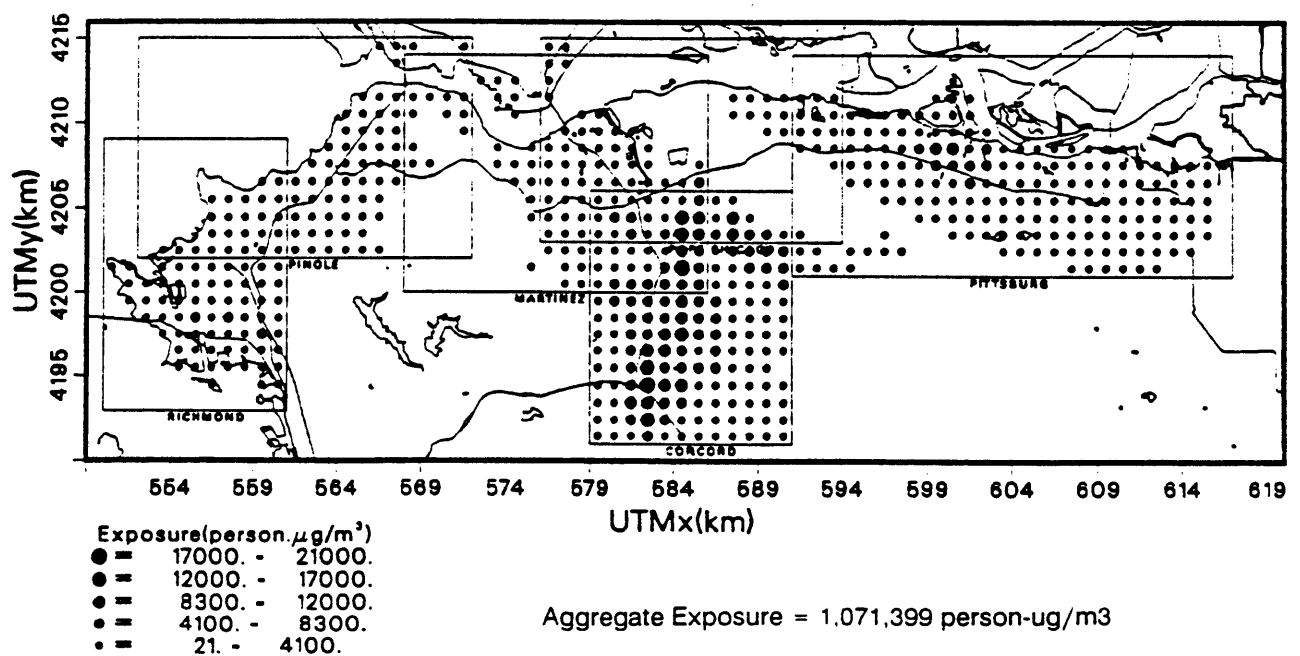 4215
4210
4205
4200
4195
UTMy(km)
PINOLE
MARTINEZ
PITTSBURG
RICHMOND
CORCORD
554 559 564 569 574 579 584 589 594 599 604 609 614 619
UTMx(km)
Exposure(person.µg/m³)
= 17000. - 21000.
= 12000. - 17000.
= 8300. - 12000.
= 4100. - 8300.
= 21. - 4100.
Aggregate Exposure = 1,071,399 person-ug/m3